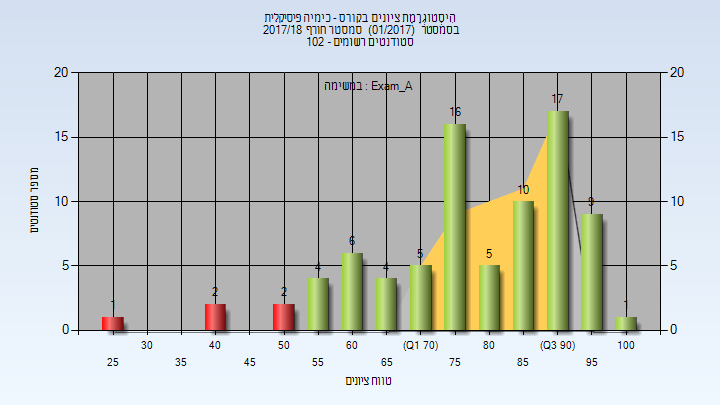 היסטוגרמת ציונים בקורס - כימיה פיסיקלית
בסמסטר (01/2017) סמסטר חורף 2017/18
סטודנטים רשומים - 102
במשימה : Exam_A
מספר סטודנטים
20 15 10 5 0
20 15 10 5 0
1 2 2 4 6 4 5 16 5 10 17 9 1
30 40 50 60 (Q1 70) 80 (Q3 90) 100
25 35 45 55 65 75 85 95
טווח ציונים